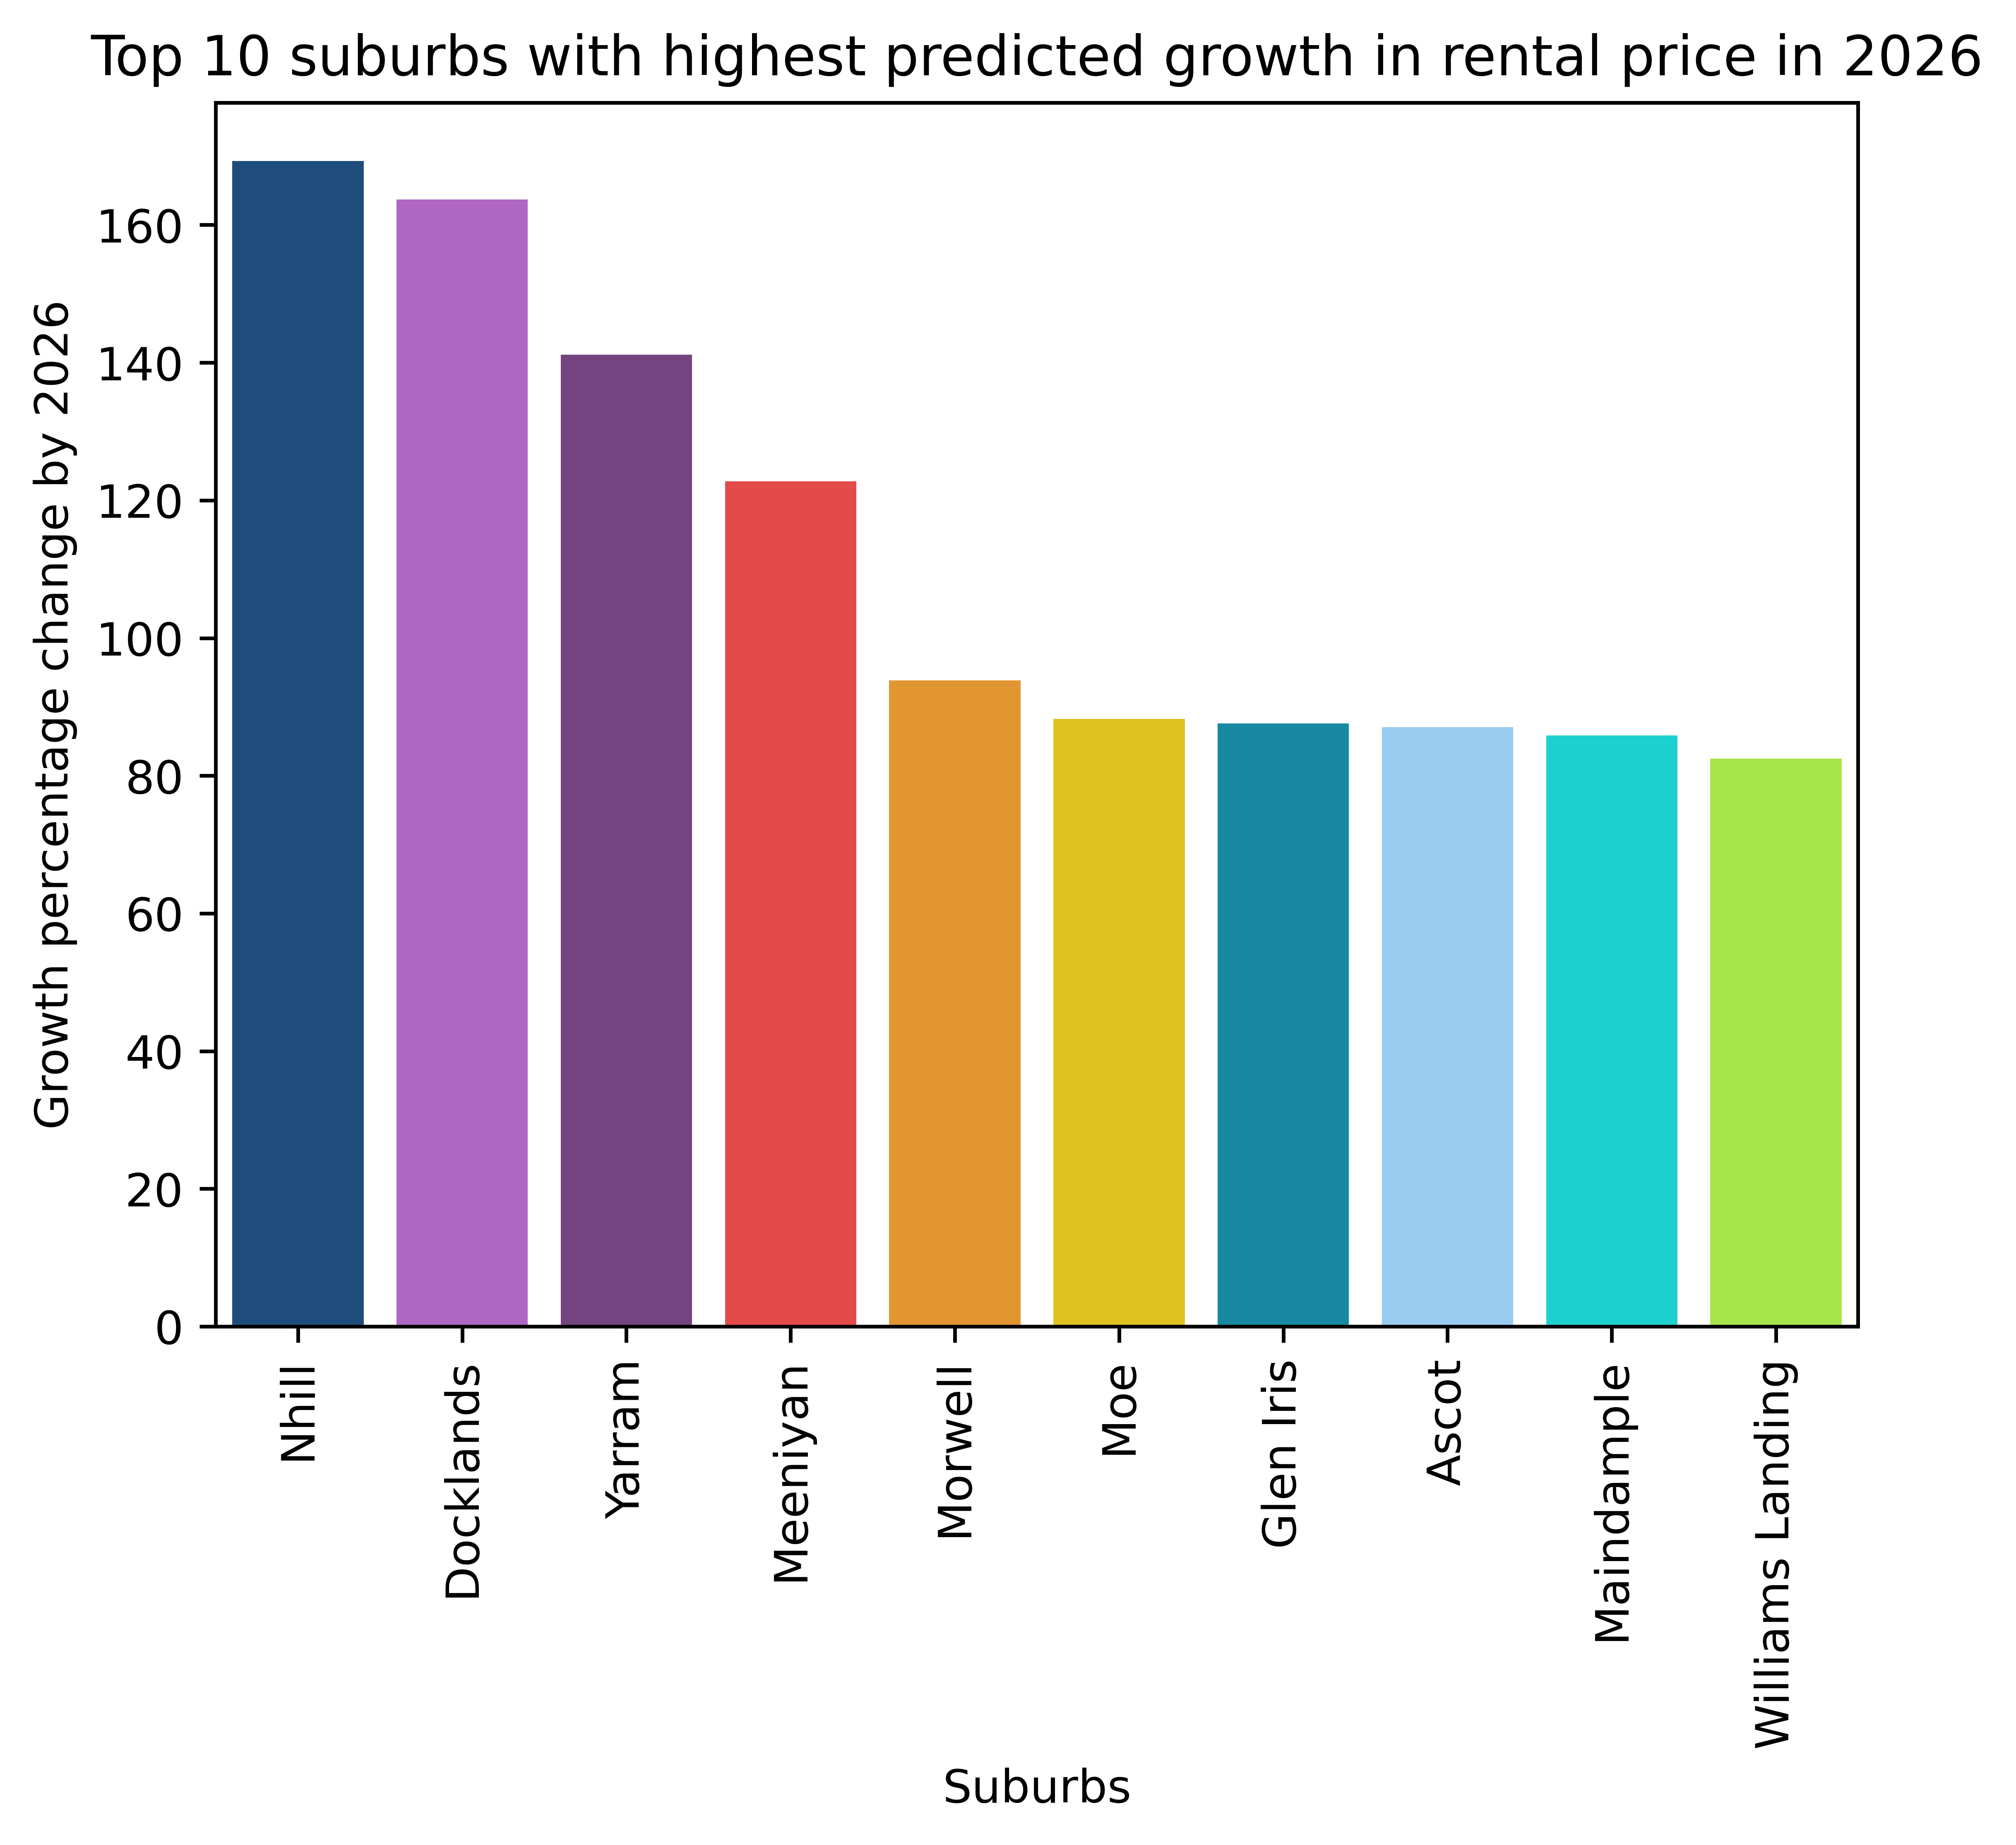 Top 10 suburbs with highest predicted growth in rental price in 2026
Growth percentage change by 2026
160
140
120
100
80
60
40
20
0
Nhill
Docklands
Yarram
Meeniyan
Morwell
Moe
Glen Iris
Ascot
Maindample
Williams Landing
Suburbs